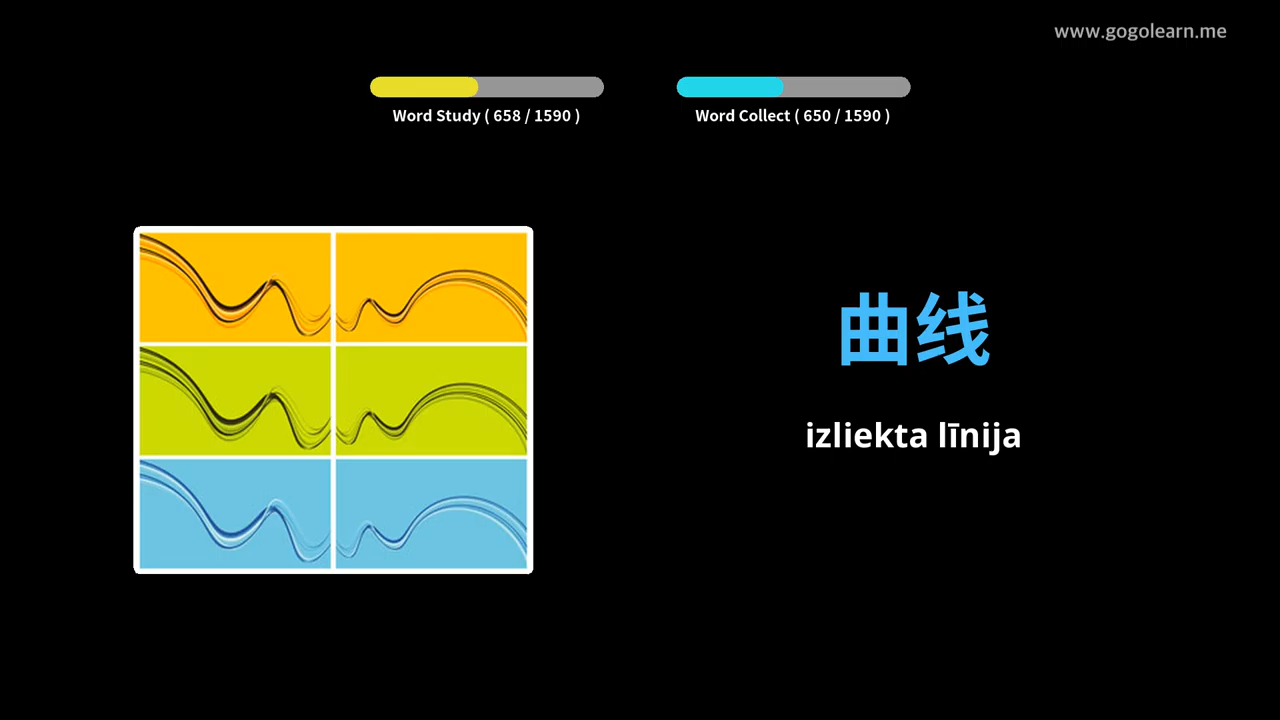 www.gogolearn.me
Word Study ( 658 / 1590 )
Word Collect ( 650 / 1590 )
曲线
izliekta līnija